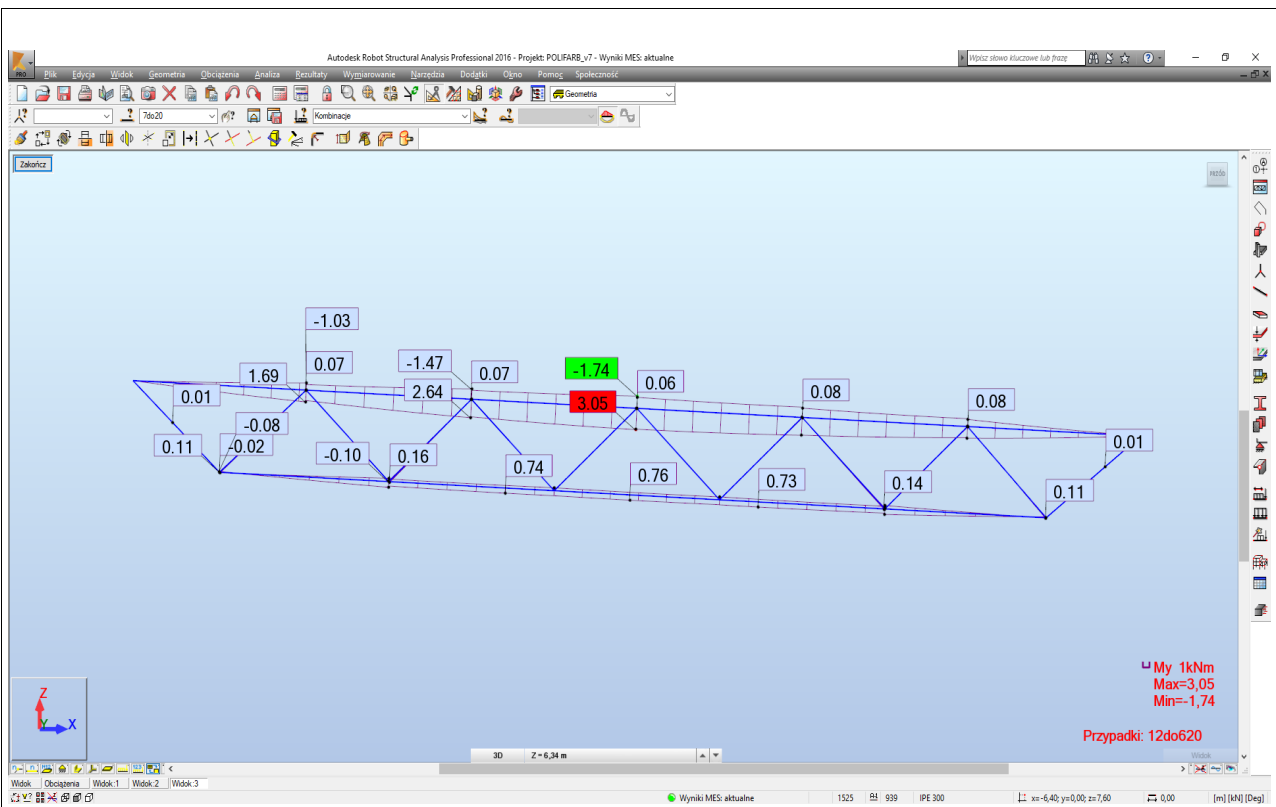 Autodesk Robot Structural Analysis Professional 2016 - Projekt: POLIFARB_v7 - Wyniki MES: aktualne
Wpisz słowo kluczowe lub frazę
PRO Plik Edycja Widok Geometria Obciążenia Analiza Rezultaty Wymiarowanie Narzędzia Dodatki Okno Pomoc Społeczność
Geometria
7do20 Kombinacje
Zakończ
PRZÓD
-1.03
0.07
1.69
-1.47
0.07
-1.74
0.06
0.01
2.64
3.05
0.08
0.08
-0.08
0.11
-0.02
-0.10
0.16
0.01
0.74
0.76
0.73
0.14
0.11
My 1kNm
Max=3,05
Min=-1,74
Przypadki: 12do620
Z
Y
X
3D Z = 6,34 m
Widok
Widok Obciążenia Widok:1 Widok:2 Widok:3
Wyniki MES: aktualne 1525 939 IPE 300 x=-6,40; y=0,00; z=7,60 0,00 [m] [kN] [Deg]